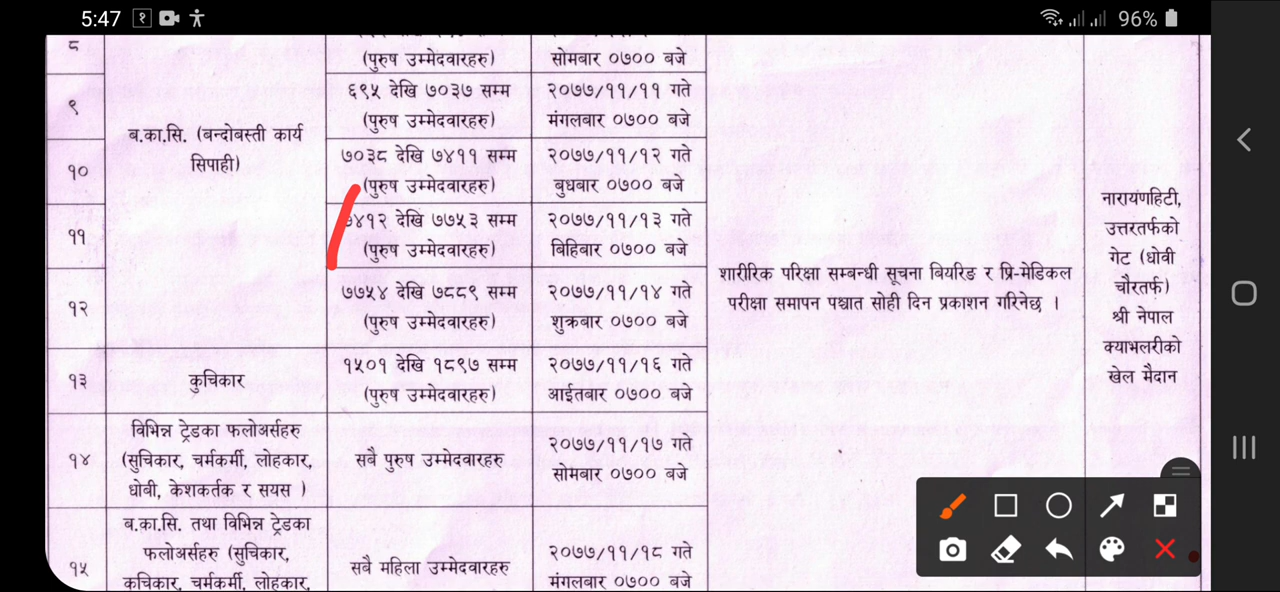 5:47
१
96%
८
(पुरुष उम्मेदवारहरु)
सोमबार ०७०० बजे
९
६९५ देखि ७०३७ सम्म
(पुरुष उम्मेदवारहरु)
२०७७/११/११ गते
मंगलबार ०७०० बजे
ब.का.सि. (बन्दोबस्ती कार्य
सिपाही)
१०
७०३८ देखि ७४११ सम्म
(पुरुष उम्मेदवारहरु)
२०७७/११/१२ गते
बुधबार ०७०० बजे
११
७४१२ देखि ७७५३ सम्म
(पुरुष उम्मेदवारहरु)
२०७७/११/१३ गते
बिहिबार ०७०० बजे
१२
७७५४ देखि ७८८९ सम्म
(पुरुष उम्मेदवारहरु)
२०७७/११/१४ गते
शुक्रबार ०७०० बजे
१३
कुचिकार
१५०१ देखि १८९७ सम्म
(पुरुष उम्मेदवारहरु)
२०७७/११/१६ गते
आईतबार ०७०० बजे
१४
विभिन्न ट्रेडका फलोअर्सहरु
(सुचिकार, चर्मकर्मी, लोहकार,
धोबी, केशकर्तक र सयस )
सबै पुरुष उम्मेदवारहरु
२०७७/११/१७ गते
सोमबार ०७०० बजे
१५
ब.का.सि. तथा विभिन्न ट्रेडका
फलोअर्सहरु (सुचिकार,
कुचिकार, चर्मकर्मी, लोहकार,
सबै महिला उम्मेदवारहरु
२०७७/११/१८ गते
मंगलबार ०७०० बजे
शारीरिक परिक्षा सम्बन्धी सूचना बियरिङ र प्रि-मेडिकल
परीक्षा समापन पश्चात सोही दिन प्रकाशन गरिनेछ ।
नारायणहिटी,
उत्तरतर्फको
गेट (धोबी
चौरतर्फ)
श्री नेपाल
क्याभलरीको
खेल मैदान